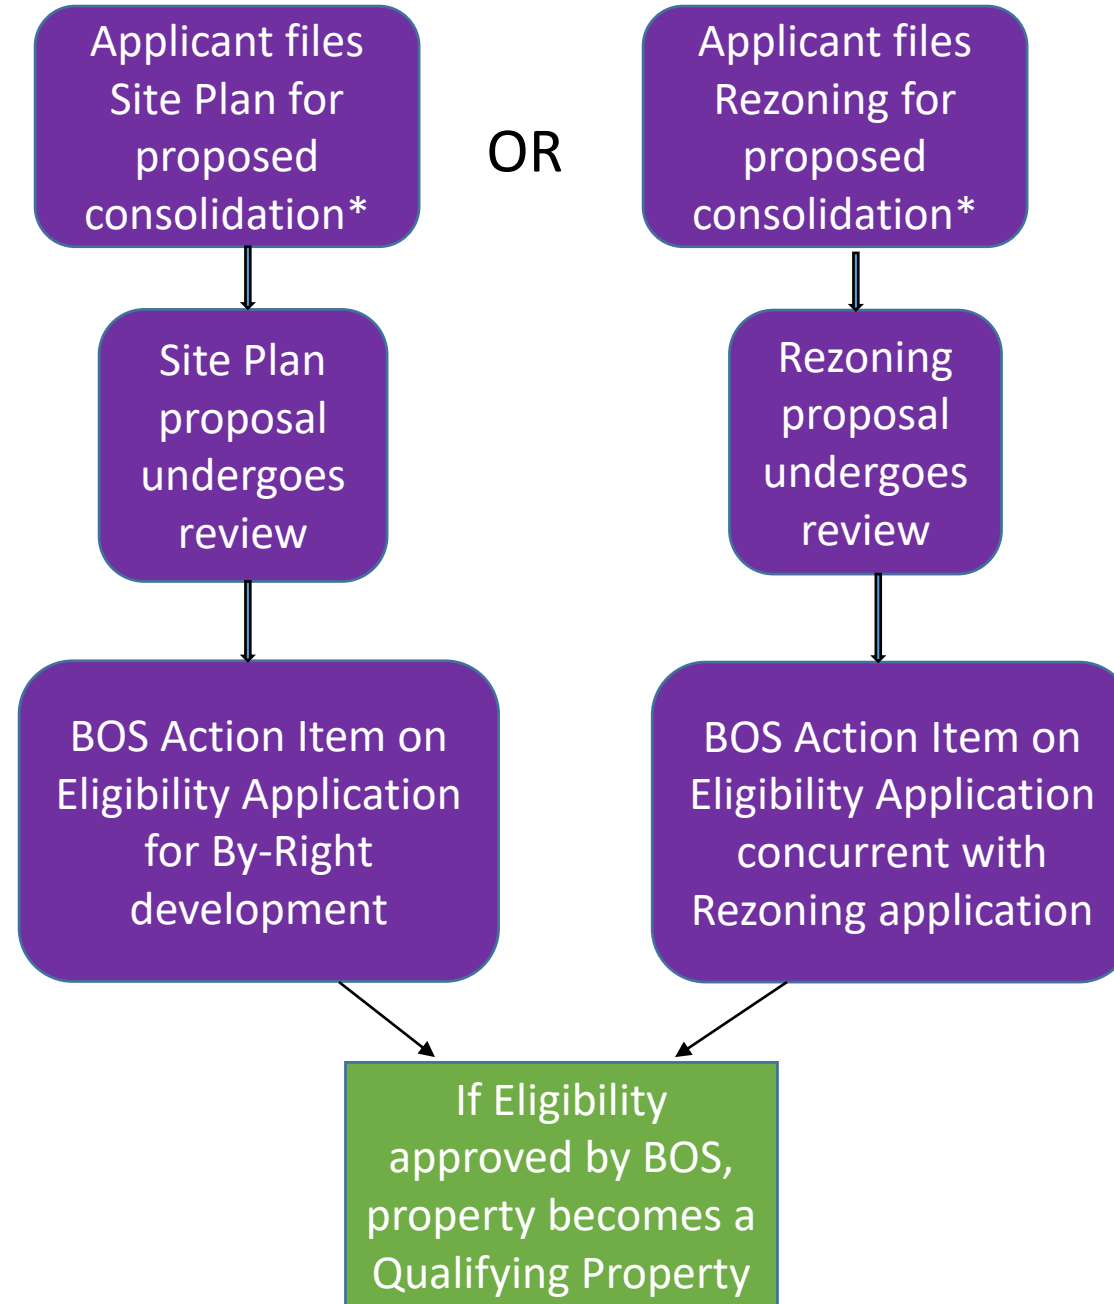 Applicant files
Site Plan for
proposed
consolidation*
OR
Applicant files
Rezoning for
proposed
consolidation*
Site Plan
proposal
undergoes
review
Rezoning
proposal
undergoes
review
BOS Action Item on
Eligibility Application
for By-Right
development
BOS Action Item on
Eligibility Application
concurrent with
Rezoning application
If Eligibility
approved by BOS,
property becomes a
Qualifying Property